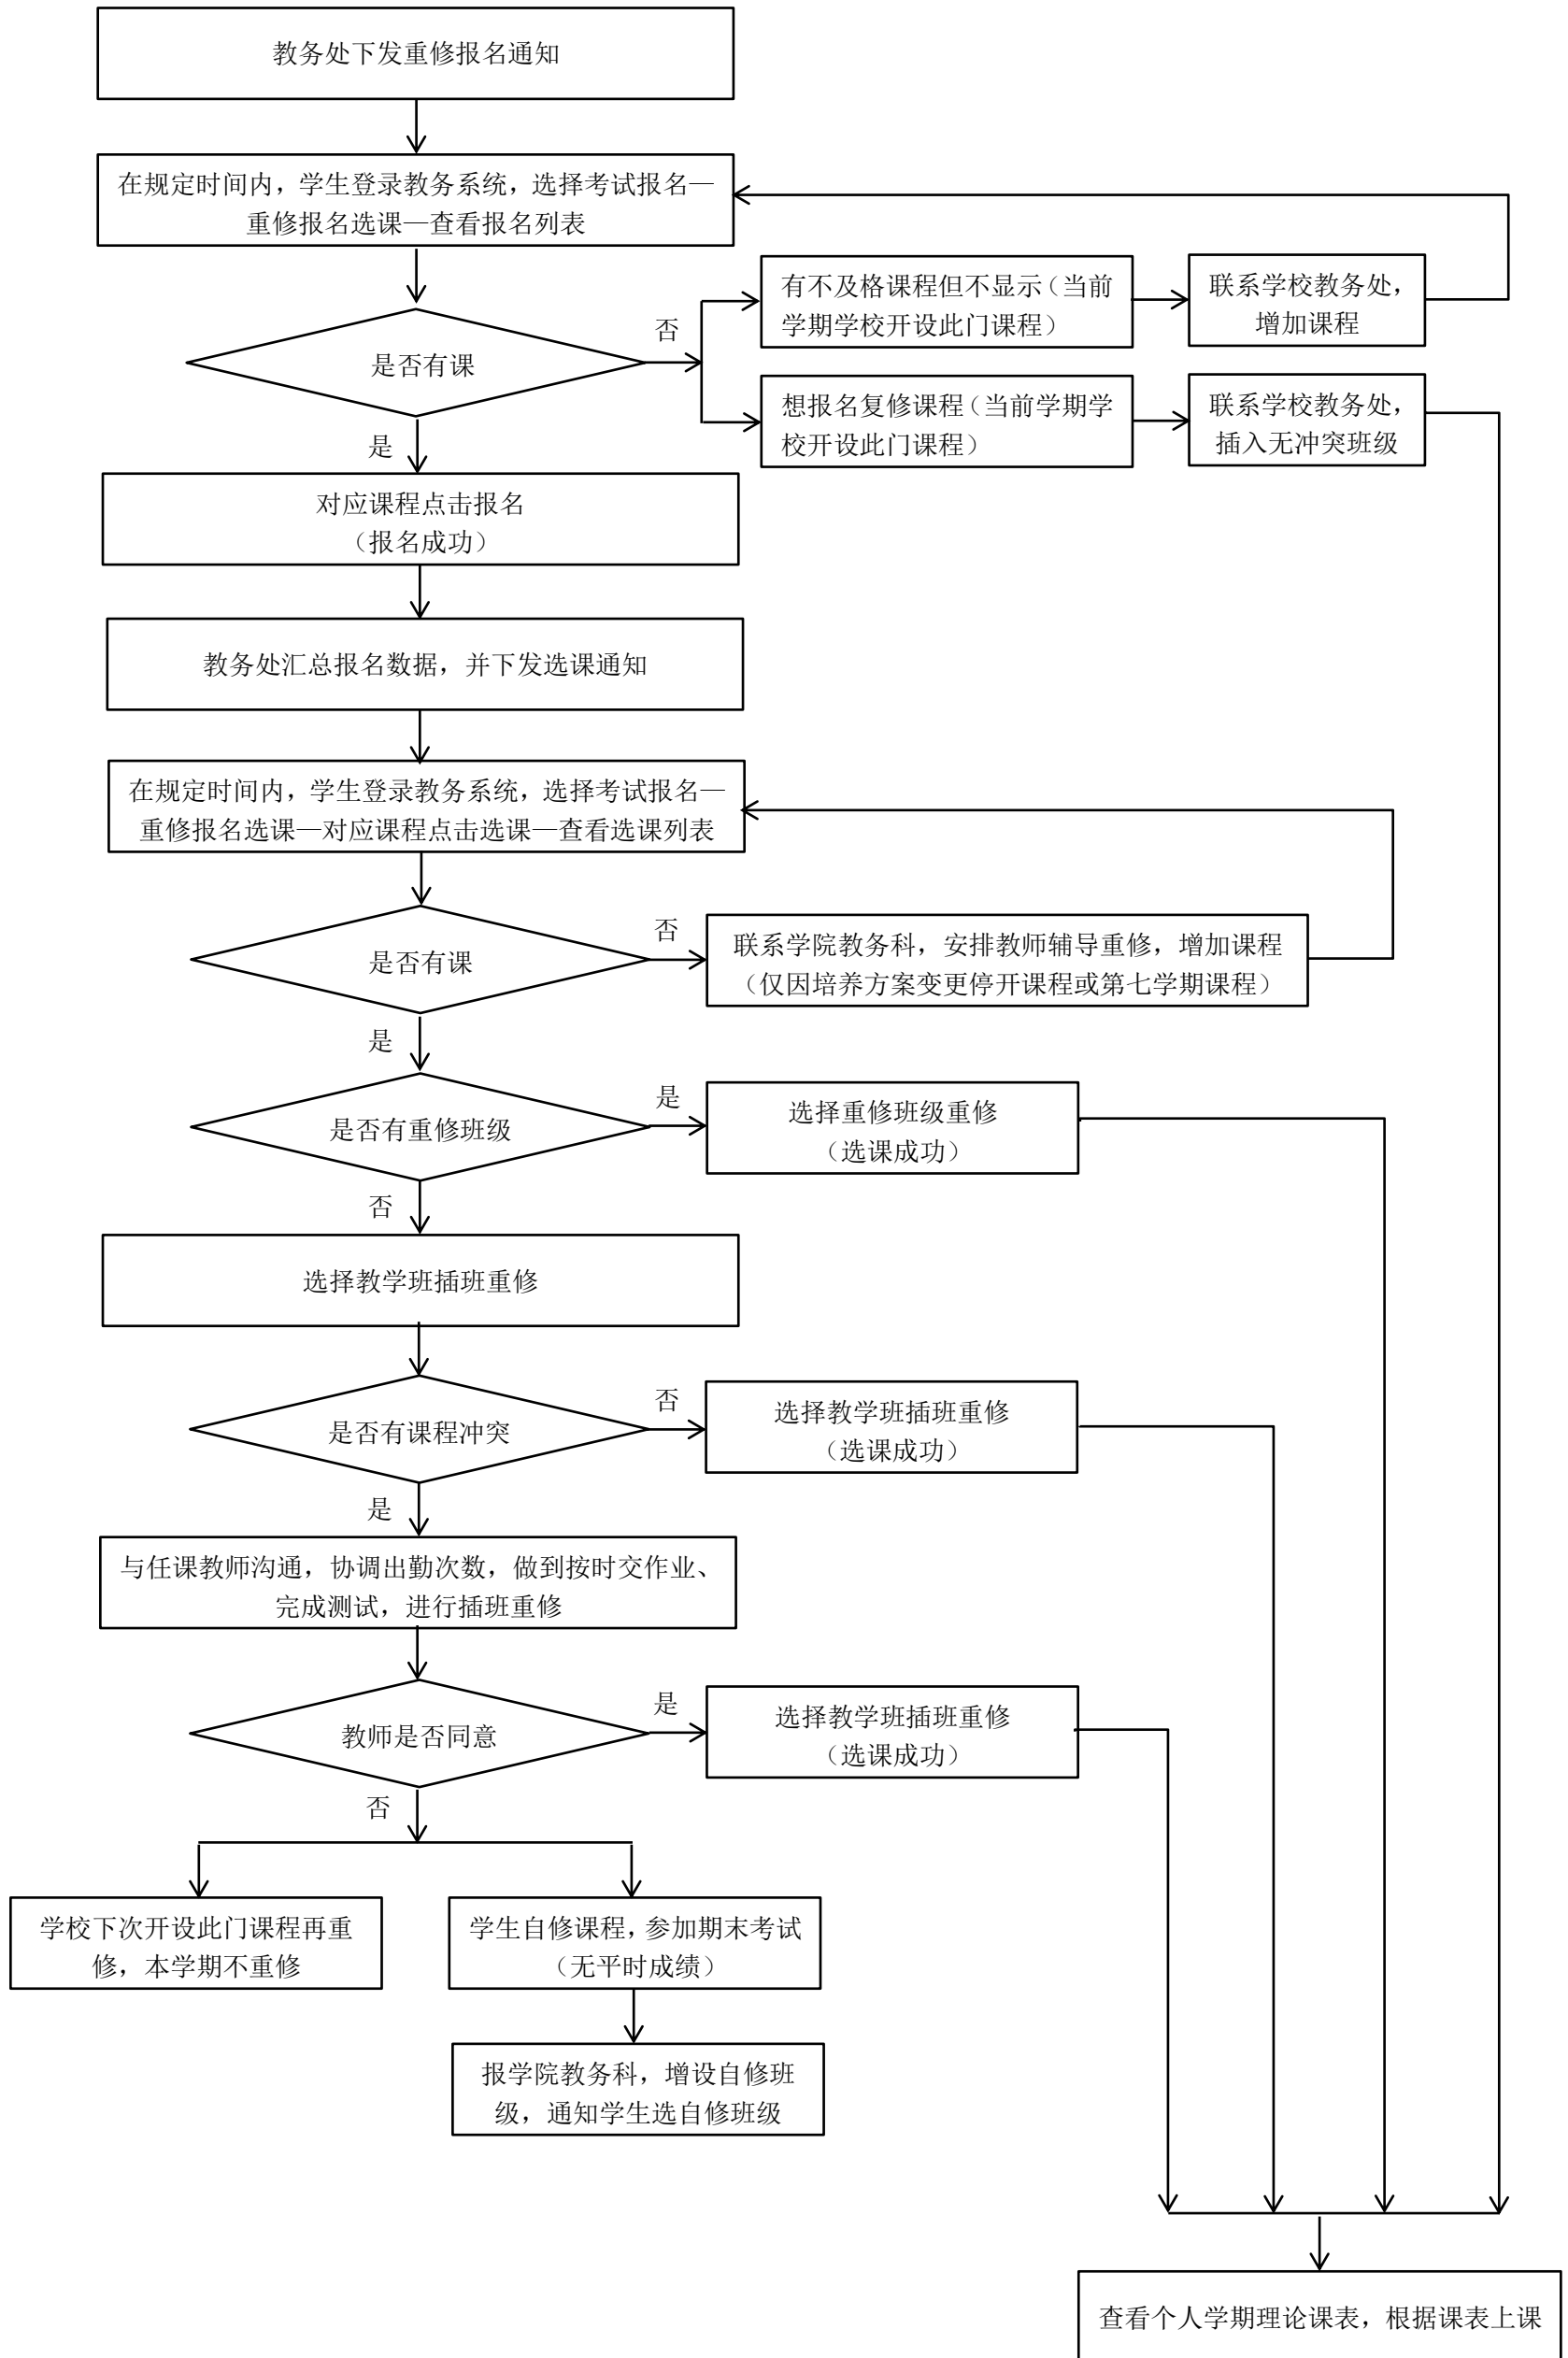 教务处下发重修报名通知
在规定时间内，学生登录教务系统，选择考试报名—
重修报名选课—查看报名列表
是否有课
否
有不及格课程但不显示（当前
学期学校开设此门课程）
联系学校教务处，
增加课程
想报名复修课程（当前学期学
校开设此门课程）
联系学校教务处，
插入无冲突班级
是
对应课程点击报名
（报名成功）
教务处汇总报名数据，并下发选课通知
在规定时间内，学生登录教务系统，选择考试报名—
重修报名选课—对应课程点击选课—查看选课列表
是否有课
否
联系学院教务科，安排教师辅导重修，增加课程
（仅因培养方案变更停开课程或第七学期课程）
是
是否有重修班级
是
选择重修班级重修
（选课成功）
否
选择教学班插班重修
是否有课程冲突
否
选择教学班插班重修
（选课成功）
是
与任课教师沟通，协调出勤次数，做到按时交作业、
完成测试，进行插班重修
教师是否同意
是
选择教学班插班重修
（选课成功）
否
学校下次开设此门课程再重
修，本学期不重修
学生自修课程，参加期末考试
（无平时成绩）
报学院教务科，增设自修班
级，通知学生选自修班级
查看个人学期理论课表，根据课表上课